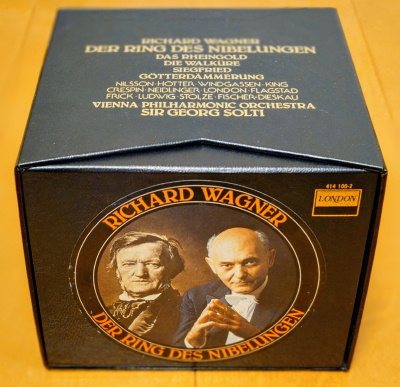 RICHARD WAGNER
DER RING DES NIBELUNGEN
DAS RHEINGOLD
DIE WALKÜRE
SIEGFRIED
GÖTTERDÄMMERUNG
NILSSON · HOTTER · WINDGASSEN · KING
CRESPIN · NEIDLINGER · LONDON · FLAGSTAD
FRICK · LUDWIG · STOLZE · FISCHER-DIESKAU
VIENNA PHILHARMONIC ORCHESTRA
SIR GEORG SOLTI
414 100-2
LONDON
RICHARD WAGNER
DER RING DES NIBELUNGEN